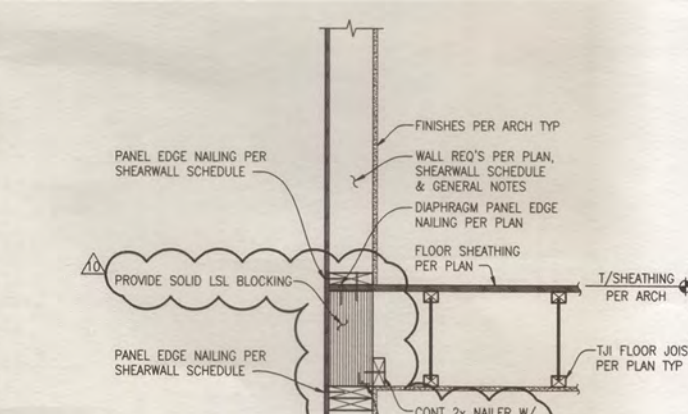 FINISHES PER ARCH TYP
PANEL EDGE NAILING PER
SHEARWALL SCHEDULE
WALL REQ'S PER PLAN,
SHEARWALL SCHEDULE
& GENERAL NOTES
DIAPHRAGM PANEL EDGE
NAILING PER PLAN
FLOOR SHEATHING
PER PLAN
10
PROVIDE SOLID LSL BLOCKING
T/SHEATHING
PER ARCH
PANEL EDGE NAILING PER
SHEARWALL SCHEDULE
TJI FLOOR JOIS
PER PLAN TYP
CONT 2x NAILER W/